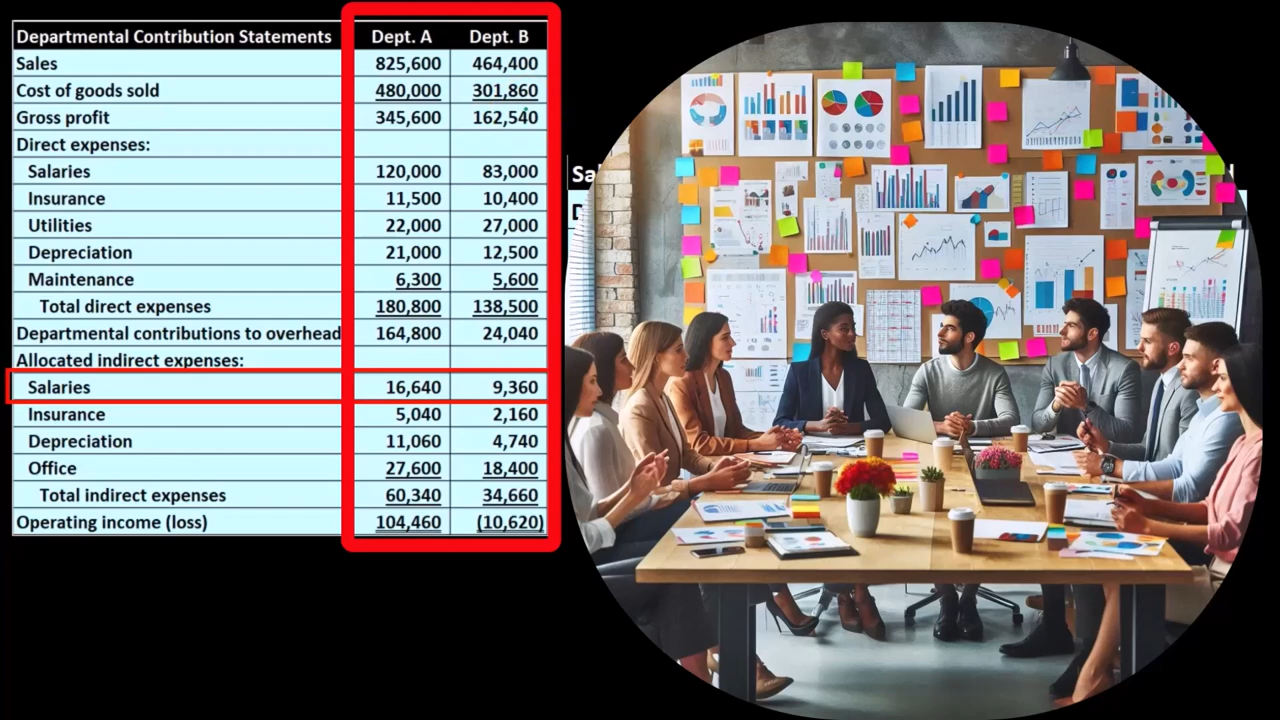 Departmental Contribution Statements Dept. A Dept. B
Sales 825,600 464,400
Cost of goods sold 480,000 301,860
Gross profit 345,600 162,540
Direct expenses:
Salaries 120,000 83,000
Insurance 11,500 10,400
Utilities 22,000 27,000
Depreciation 21,000 12,500
Maintenance 6,300 5,600
Total direct expenses 180,800 138,500
Departmental contributions to overhead 164,800 24,040
Allocated indirect expenses:
Salaries 16,640 9,360
Insurance 5,040 2,160
Depreciation 11,060 4,740
Office 27,600 18,400
Total indirect expenses 60,340 34,660
Operating income (loss) 104,460 (10,620)